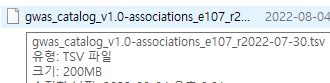 gwas_catalog_v1.0-associations_e107_r2... 2022-08-04
gwas_catalog_v1.0-associations_e107_r2022-07-30.tsv
유형: TSV 파일
크기: 200MB